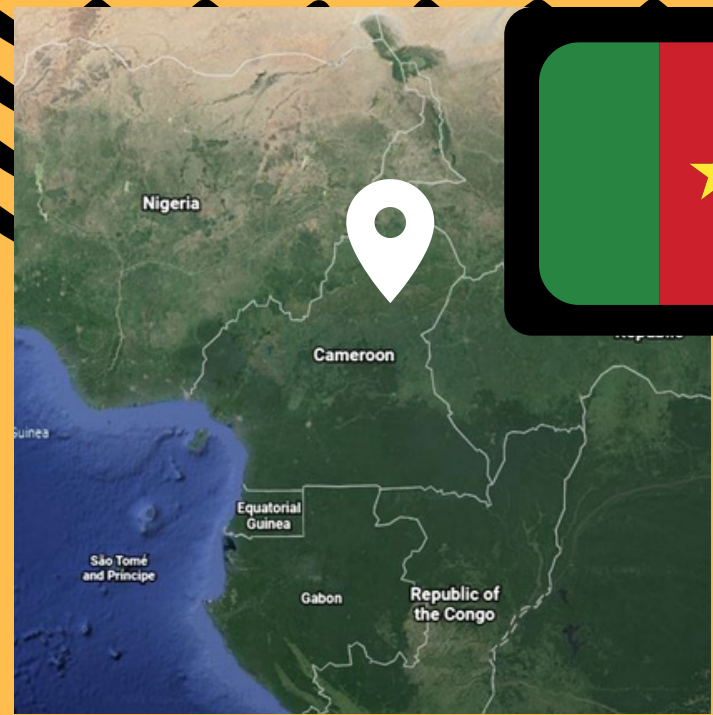 Nigeria
Cameroon
Equatorial
Guinea
São Tomé
and Príncipe
Gabon
Republic of
the Congo